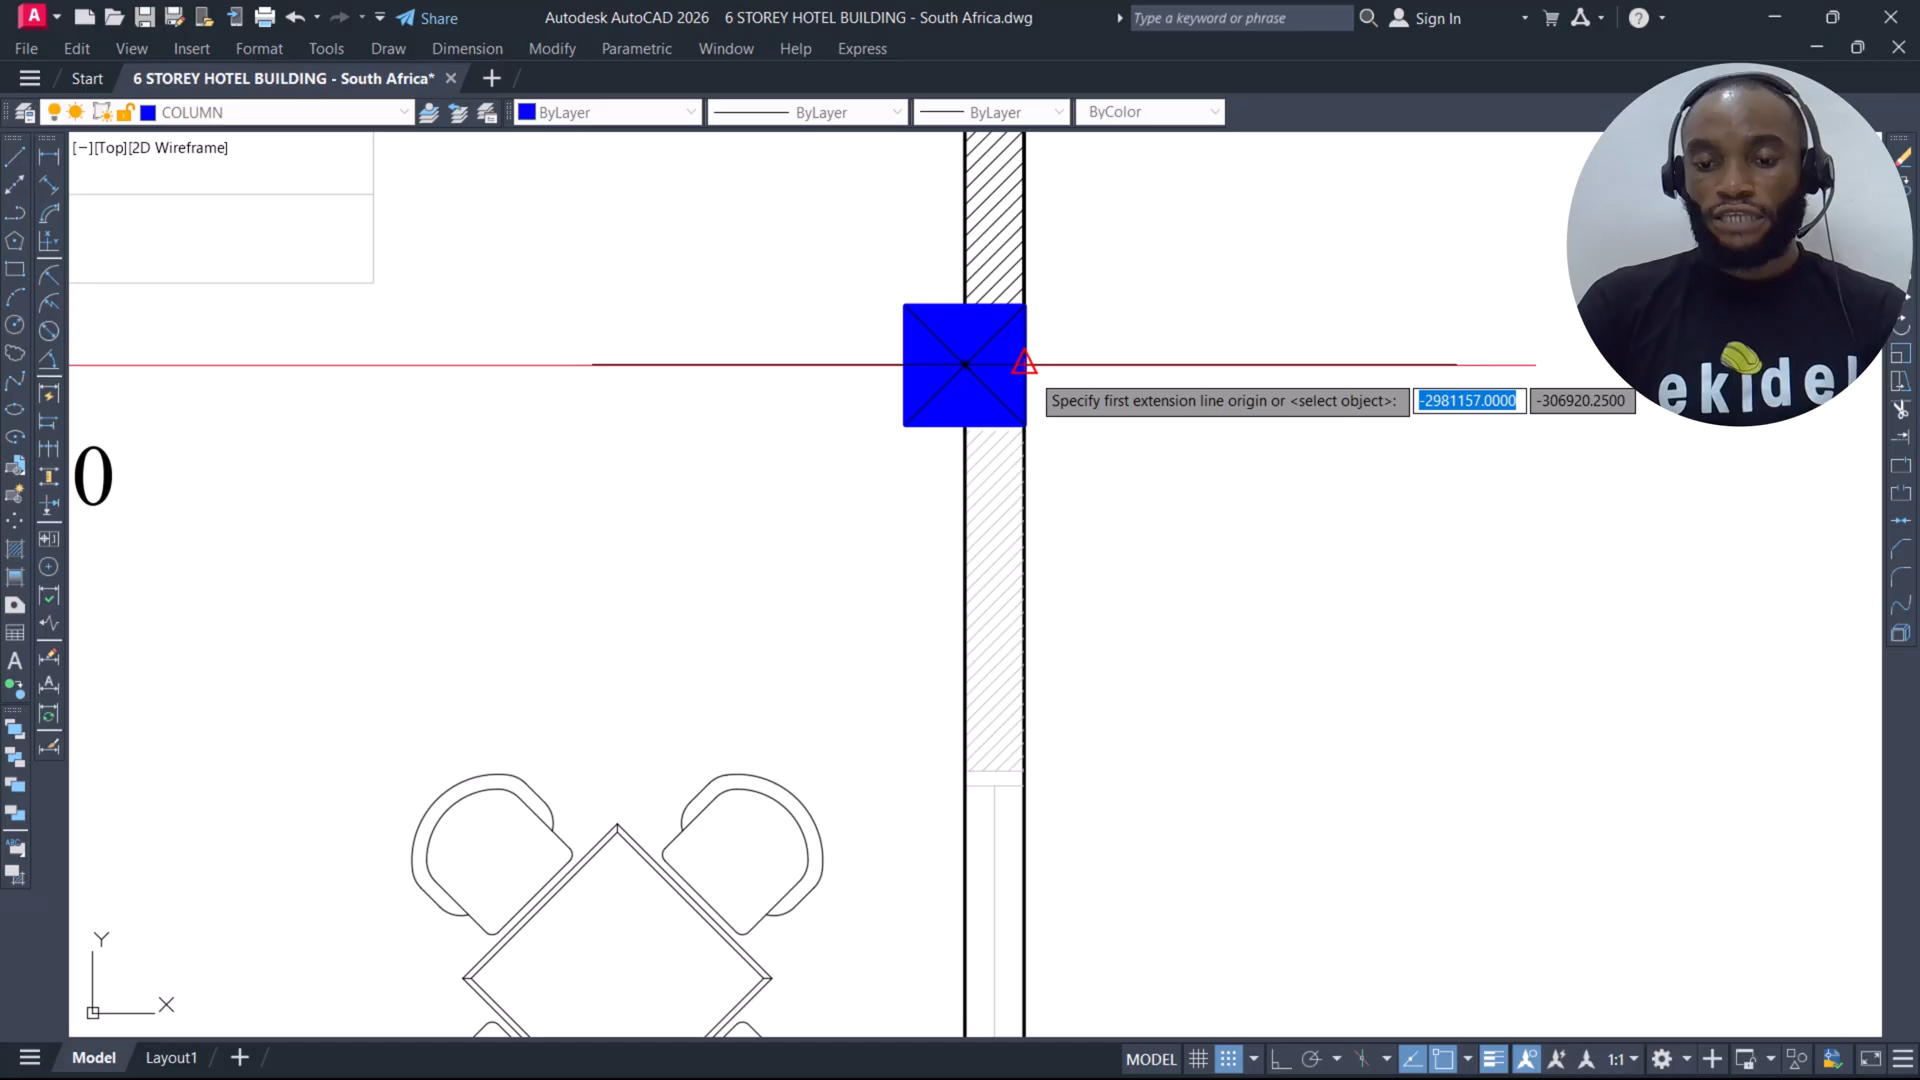 A
Share
Autodesk AutoCAD 2026 6 STOREY HOTEL BUILDING - South Africa.dwg
Type a keyword or phrase
Sign In
File Edit View Insert Format Tools Draw Dimension Modify Parametric Window Help Express
Start
6 STOREY HOTEL BUILDING - South Africa*
COLUMN
ByLayer
ByLayer
ByLayer
ByColor
[−][Top][2D Wireframe]
ekidel
Specify first extension line origin or <select object>: -2981157.0000 -306920.2500
0
Y
X
Model
Layout1
MODEL
1:1